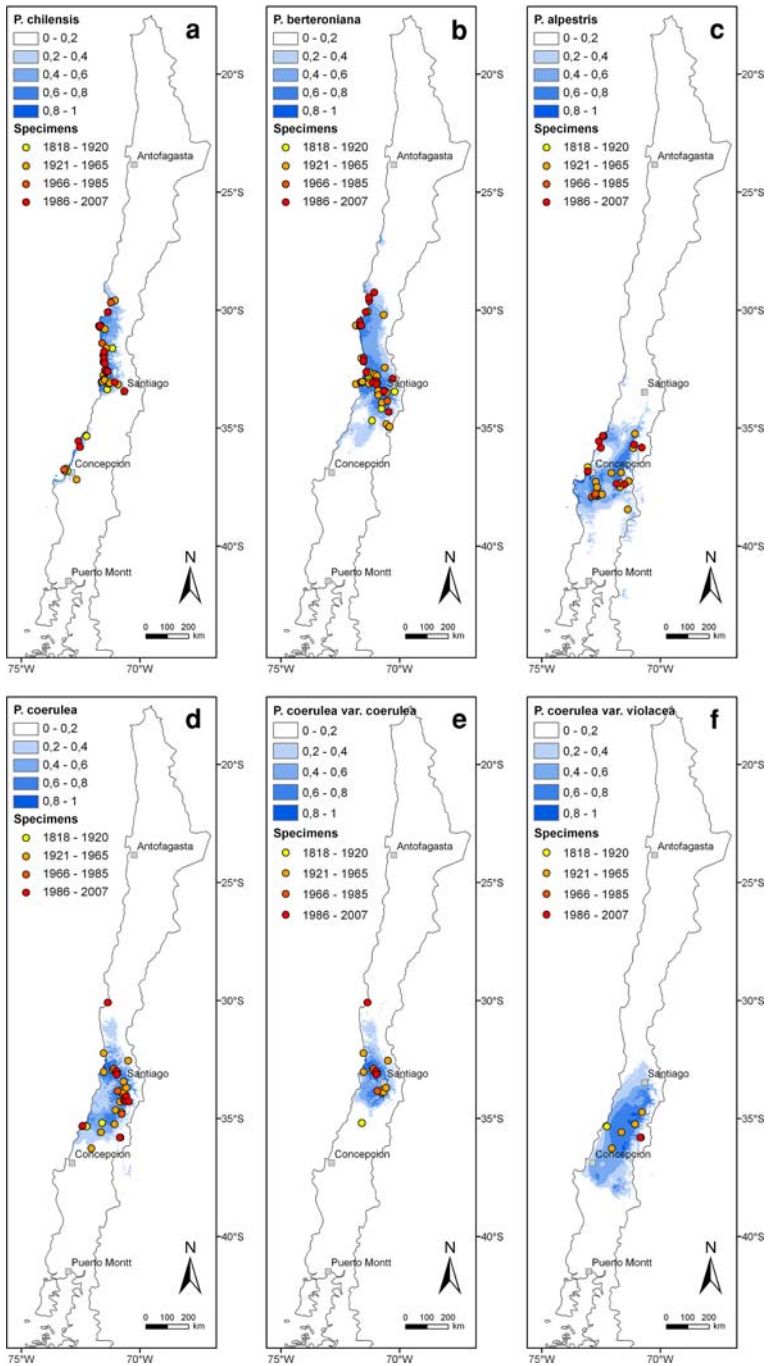 P. chilensis
a
0 - 0,2
0,2 - 0,4
0,4 - 0,6
0,6 - 0,8
0,8 - 1
Specimens
1818 - 1920
1921 - 1965
1966 - 1985
1986 - 2007
20°S
Antofagasta
25°S
30°S
Santiago
35°S
Concepción
40°S
Puerto Montt
N
0 100 200
km
75°W
70°W
P. berteroniana
b
0 - 0,2
0,2 - 0,4
0,4 - 0,6
0,6 - 0,8
0,8 - 1
Specimens
1818 - 1920
1921 - 1965
1966 - 1985
1986 - 2007
20°S
Antofagasta
25°S
30°S
Santiago
35°S
Concepción
40°S
Puerto Montt
N
0 100 200
km
75°W
70°W
P. alpestris
c
0 - 0,2
0,2 - 0,4
0,4 - 0,6
0,6 - 0,8
0,8 - 1
Specimens
1818 - 1920
1921 - 1965
1966 - 1985
1986 - 2007
20°S
Antofagasta
25°S
30°S
Santiago
35°S
Concepción
40°S
Puerto Montt
N
0 100 200
km
75°W
70°W
P. coerulea
d
0 - 0,2
0,2 - 0,4
0,4 - 0,6
0,6 - 0,8
0,8 - 1
Specimens
1818 - 1920
1921 - 1965
1966 - 1985
1986 - 2007
20°S
Antofagasta
25°S
30°S
Santiago
35°S
Concepción
40°S
Puerto Montt
N
0 100 200
km
75°W
70°W
P. coerulea var. coerulea
e
0 - 0,2
0,2 - 0,4
0,4 - 0,6
0,6 - 0,8
0,8 - 1
Specimens
1818 - 1920
1921 - 1965
1966 - 1985
1986 - 2007
20°S
Antofagasta
25°S
30°S
Santiago
35°S
Concepción
40°S
Puerto Montt
N
0 100 200
km
75°W
70°W
P. coerulea var. violacea
f
0 - 0,2
0,2 - 0,4
0,4 - 0,6
0,6 - 0,8
0,8 - 1
Specimens
1818 - 1920
1921 - 1965
1966 - 1985
1986 - 2007
20°S
Antofagasta
25°S
30°S
Santiago
35°S
Concepción
40°S
Puerto Montt
N
0 100 200
km
75°W
70°W